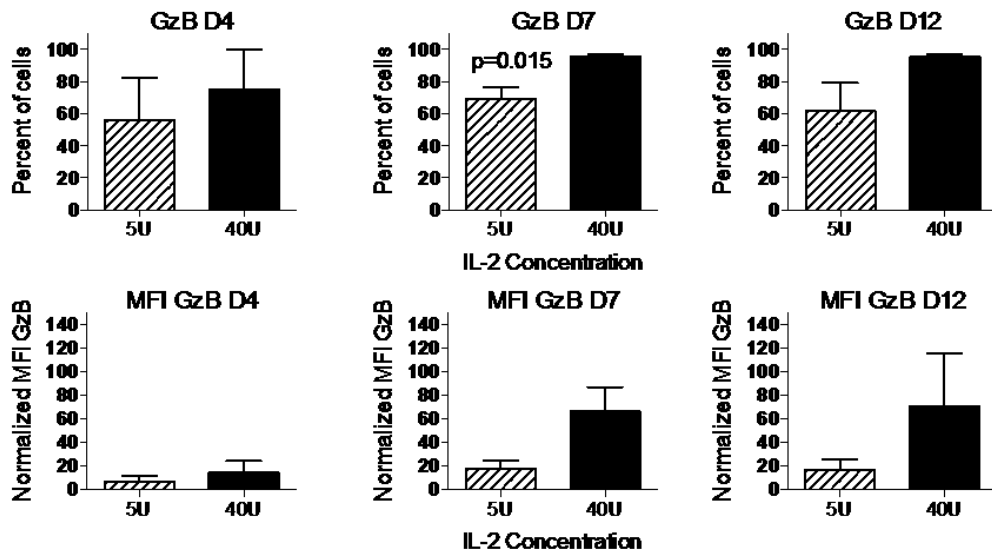 GzB D4
Percent of cells
100
80
60
40
20
0
5U
40U
GzB D7
Percent of cells
100
80
60
40
20
0
p=0.015
5U
40U
IL-2 Concentration
GzB D12
Percent of cells
100
80
60
40
20
0
5U
40U
MFI GzB D4
Normalized MFI GzB
140
120
100
80
60
40
20
0
5U
40U
MFI GzB D7
Normalized MFI GzB
140
120
100
80
60
40
20
0
5U
40U
IL-2 Concentration
MFI GzB D12
Normalized MFI GzB
140
120
100
80
60
40
20
0
5U
40U